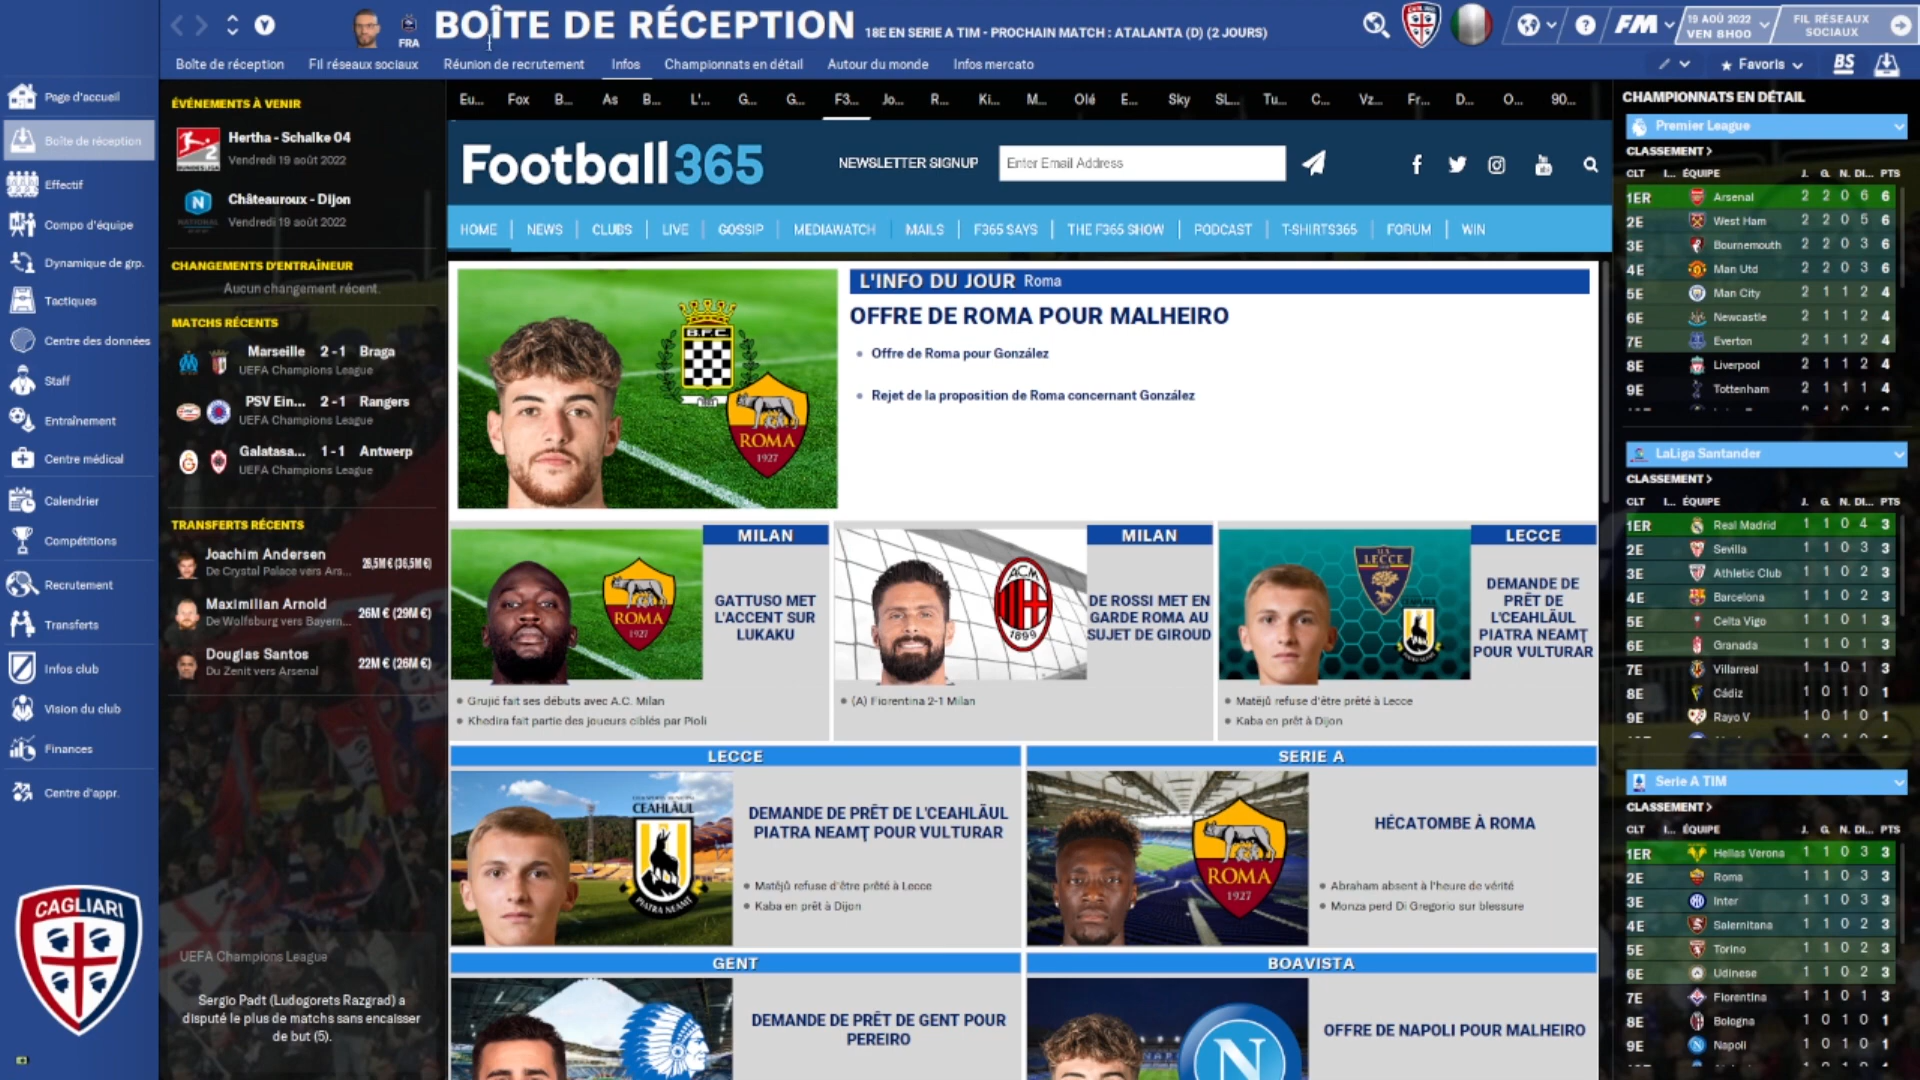 FRA
BOÎTE DE RÉCEPTION
18E EN SERIE A TIM - PROCHAIN MATCH : ATALANTA (D) (2 JOURS)
FM
19 AOÛ 2022
VEN 8H00
FIL RÉSEAUX
SOCIAUX
Boîte de réception
Fil réseaux sociaux
Réunion de recrutement
Infos
Championnats en détail
Autour du monde
Infos mercato
Favoris
BS
Page d'accueil
Boîte de réception
Effectif
Compo d'équipe
Dynamique de grp.
Tactiques
Centre des données
Staff
Entraînement
Centre médical
Calendrier
Compétitions
Recrutement
Transferts
Infos club
Vision du club
Finances
Centre d'appr.
CAGLIARI
ÉVÉNEMENTS À VENIR
Hertha - Schalke 04
Vendredi 19 août 2022
Châteauroux - Dijon
Vendredi 19 août 2022
CHANGEMENTS D'ENTRAÎNEUR
Aucun changement récent.
MATCHS RÉCENTS
Marseille 2 - 1 Braga
UEFA Champions League
PSV Ein... 2 - 1 Rangers
UEFA Champions League
Galatasa... 1 - 1 Antwerp
UEFA Champions League
TRANSFERTS RÉCENTS
Joachim Andersen
De Crystal Palace vers Ars...
Maximilian Arnold
De Wolfsburg vers Bayern...
26M € (29M €)
Douglas Santos
Du Zenit vers Arsenal
22M € (26M €)
UEFA Champions League
Sergio Padt (Ludogorets Razgrad) a
disputé le plus de matchs sans encaisser
de but (5).
Eu... Fox B... As B... L'... G... G... F3... Jo... R... Ki... M... Olé E... Sky SL... Tu... C... Vz... Fr... D... O... 90...
Football365
NEWSLETTER SIGNUP
Enter Email Address
HOME NEWS CLUBS LIVE GOSSIP MEDIAWATCH MAILS F365 SAYS THE F365 SHOW PODCAST T-SHIRTS365 FORUM WIN
B.F.C
ROMA
1927
L'INFO DU JOUR Roma
OFFRE DE ROMA POUR MALHEIRO
Offre de Roma pour González
Rejet de la proposition de Roma concernant González
ROMA
1927
MILAN
GATTUSO MET
L'ACCENT SUR
LUKAKU
Grujić fait ses débuts avec A.C. Milan
Khedira fait partie des joueurs ciblés par Pioli
ACM
1899
MILAN
DE ROSSI MET EN
GARDE ROMA AU
SUJET DE GIROUD
(A) Fiorentina 2-1 Milan
LECCE
LECCE
DEMANDE DE
PRÊT DE
L'CEAHLĂUL
PIATRA NEAMȚ
POUR VULTURAR
Matějů refuse d'être prêté à Lecce
Kaba en prêt à Dijon
LECCE
CEAHLĂUL
PIATRA NEAMȚ
DEMANDE DE PRÊT DE L'CEAHLĂUL
PIATRA NEAMȚ POUR VULTURAR
Matějů refuse d'être prêté à Lecce
Kaba en prêt à Dijon
SERIE A
ROMA
1927
HÉCATOMBE À ROMA
Abraham absent à l'heure de vérité
Monza perd Di Gregorio sur blessure
GENT
DEMANDE DE PRÊT DE GENT POUR
PEREIRO
BOAVISTA
N
OFFRE DE NAPOLI POUR MALHEIRO
CHAMPIONNATS EN DÉTAIL
Premier League
CLASSEMENT >
CLT I... ÉQUIPE J. G. N. DI... PTS
1ER Arsenal 2 2 0 6 6
2E West Ham 2 2 0 5 6
3E Bournemouth 2 2 0 3 6
4E Man Utd 2 2 0 3 6
5E Man City 2 1 1 2 4
6E Newcastle 2 1 1 2 4
7E Everton 2 1 1 2 4
8E Liverpool 2 1 1 2 4
9E Tottenham 2 1 1 1 4
LaLiga Santander
CLASSEMENT >
CLT I... ÉQUIPE J. G. N. DI... PTS
1ER Real Madrid 1 1 0 4 3
2E Sevilla 1 1 0 3 3
3E Athletic Club 1 1 0 2 3
4E Barcelona 1 1 0 2 3
5E Celta Vigo 1 1 0 1 3
6E Granada 1 1 0 1 3
7E Villarreal 1 1 0 1 3
8E Cádiz 1 0 1 0 1
9E Rayo V 1 0 1 0 1
Serie A TIM
CLASSEMENT >
CLT I... ÉQUIPE J. G. N. DI... PTS
1ER Hellas Verona 1 1 0 3 3
2E Roma 1 1 0 3 3
3E Inter 1 1 0 3 3
4E Salernitana 1 1 0 2 3
5E Torino 1 1 0 2 3
6E Udinese 1 1 0 2 3
7E Fiorentina 1 1 0 1 3
8E Bologna 1 0 1 0 1
9E Napoli 1 0 1 0 1